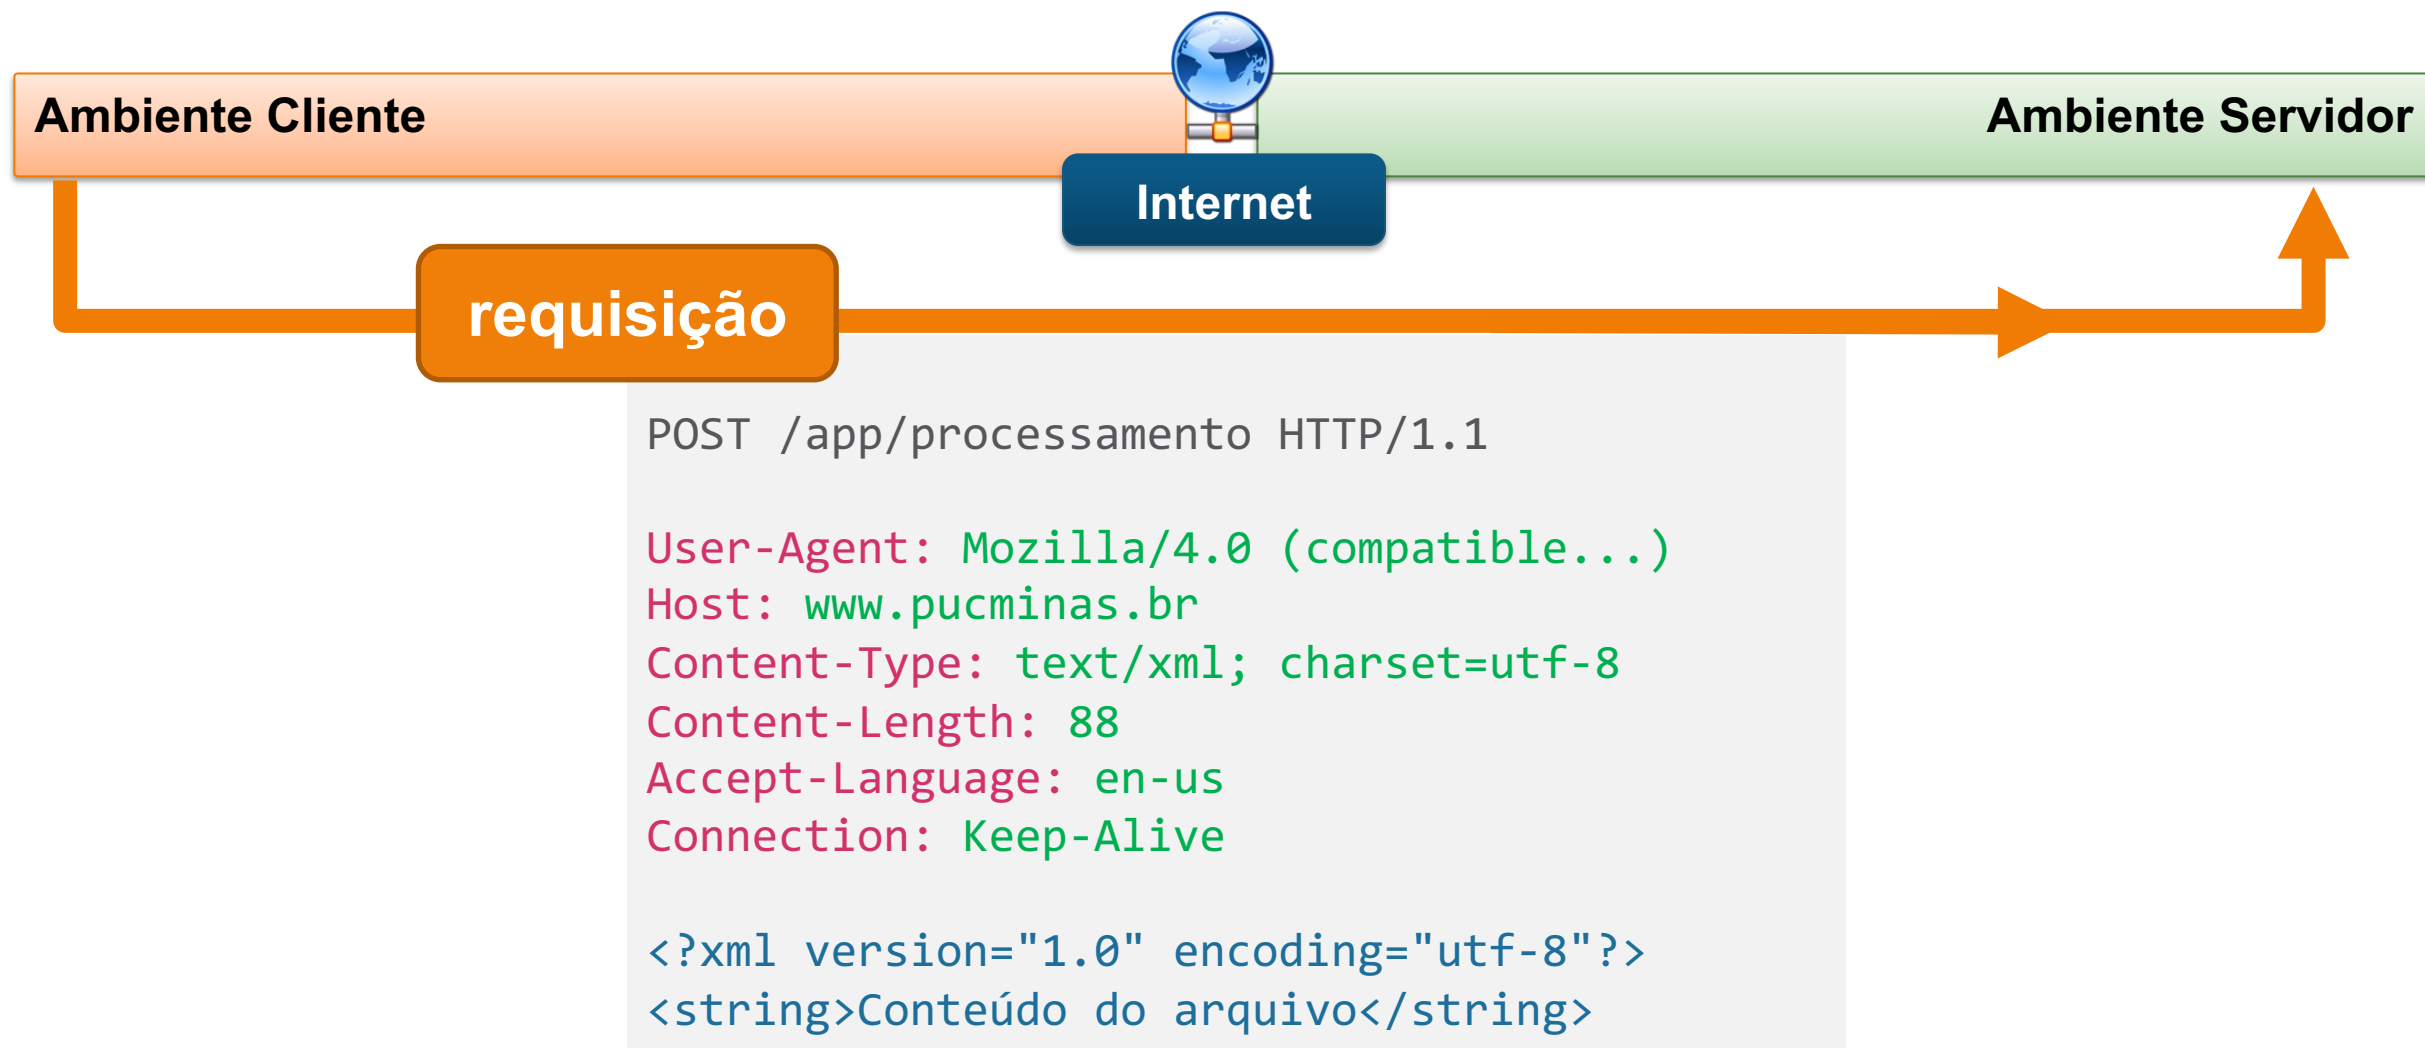 Ambiente Cliente
Ambiente Servidor
Internet
requisição
POST /app/processamento HTTP/1.1
User-Agent: Mozilla/4.0 (compatible...)
Host: www.pucminas.br
Content-Type: text/xml; charset=utf-8
Content-Length: 88
Accept-Language: en-us
Connection: Keep-Alive
<?xml version="1.0" encoding="utf-8"?>
<string>Conteúdo do arquivo</string>